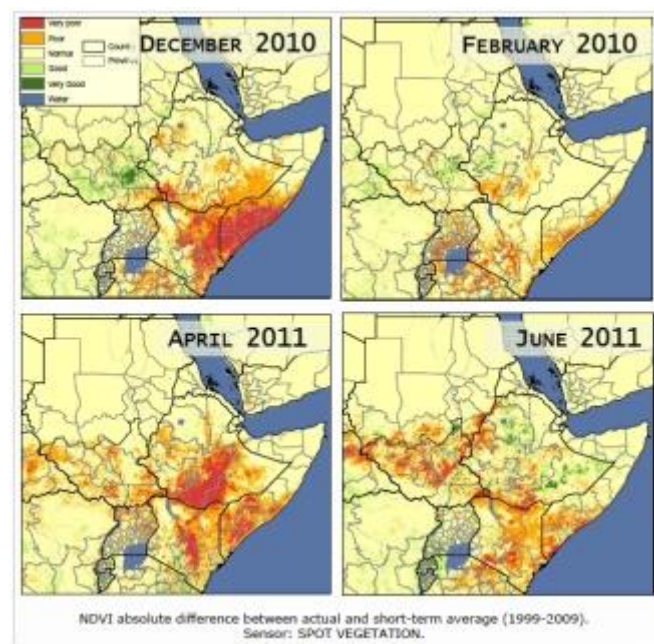 Very poor
Poor
Normal
Good
Very Good
Water
DECEMBER 2010
FEBRUARY 2010
APRIL 2011
JUNE 2011
NDVI absolute difference between actual and short-term average (1999-2009).
Sensor: SPOT VEGETATION.